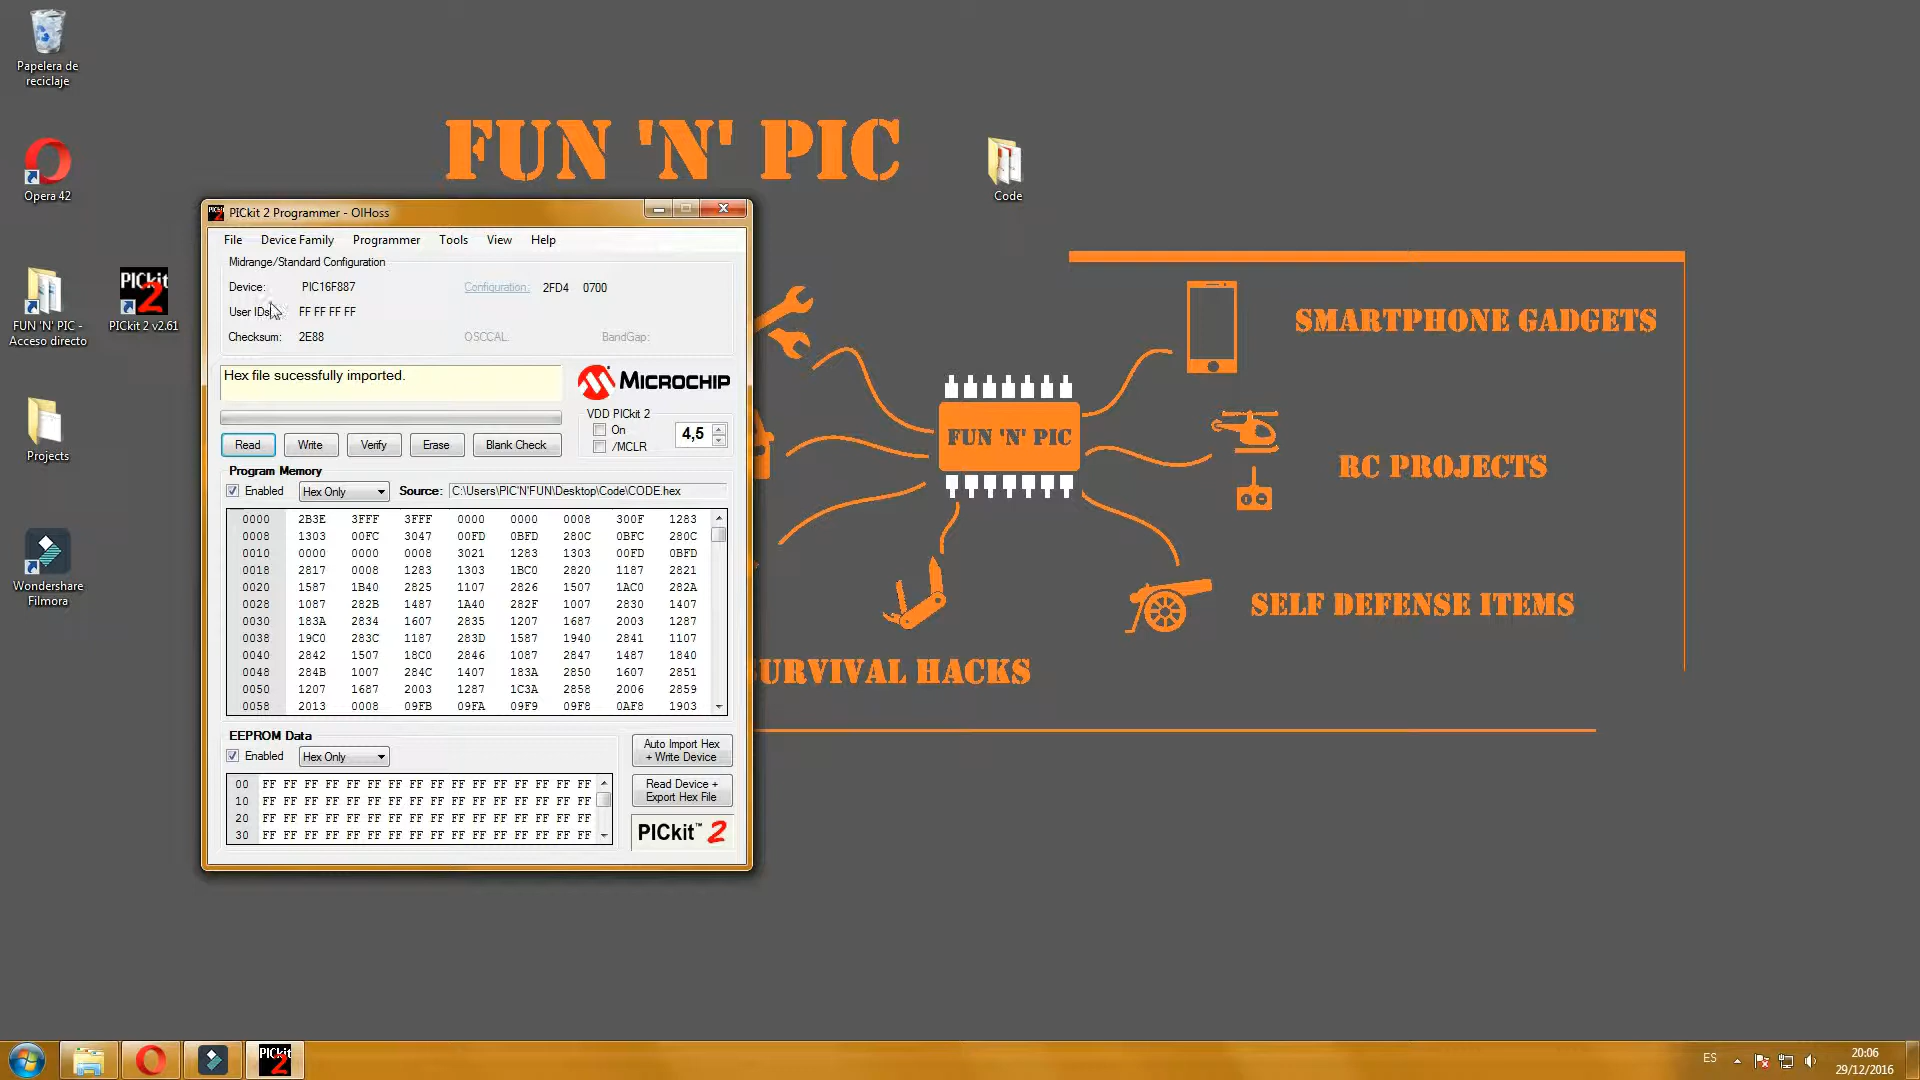 Papelera de
reciclaje
Opera 42
FUN 'N' PIC -
Acceso directo
PICkit
2
PICkit 2 v2.61
Projects
Wondershare
Filmora
FUN 'N' PIC
Code
SMARTPHONE GADGETS
FUN 'N' PIC
RC PROJECTS
SELF DEFENSE ITEMS
URVIVAL HACKS
PICkit 2 Programmer - OlHoss
File Device Family Programmer Tools View Help
Midrange/Standard Configuration
Device: PIC16F887 Configuration: 2FD4 0700
User IDs: FF FF FF FF
Checksum: 2E88 OSCCAL: BandGap:
Hex file sucessfully imported.
MICROCHIP
VDD PICkit 2
On
/MCLR
4,5
Read Write Verify Erase Blank Check
Program Memory
Enabled Hex Only Source: C:\Users\PIC'N'FUN\Desktop\Code\CODE.hex
0000 2B3E 3FFF 3FFF 0000 0000 0008 300F 1283
0008 1303 00FC 3047 00FD 0BFD 280C 0BFC 280C
0010 0000 0000 0008 3021 1283 1303 00FD 0BFD
0018 2817 0008 1283 1303 1BC0 2820 1187 2821
0020 1587 1B40 2825 1107 2826 1507 1AC0 282A
0028 1087 282B 1487 1A40 282F 1007 2830 1407
0030 183A 2834 1607 2835 1207 1687 2003 1287
0038 19C0 283C 1187 283D 1587 1940 2841 1107
0040 2842 1507 18C0 2846 1087 2847 1487 1840
0048 284B 1007 284C 1407 183A 2850 1607 2851
0050 1207 1687 2003 1287 1C3A 2858 2006 2859
0058 2013 0008 09FB 09FA 09F9 09F8 0AF8 1903
EEPROM Data
Enabled Hex Only
00 FF FF FF FF FF FF FF FF FF FF FF FF FF FF FF FF
10 FF FF FF FF FF FF FF FF FF FF FF FF FF FF FF FF
20 FF FF FF FF FF FF FF FF FF FF FF FF FF FF FF FF
30 FF FF FF FF FF FF FF FF FF FF FF FF FF FF FF FF
Auto Import Hex
+ Write Device
Read Device +
Export Hex File
PICkit™ 2
PICkit
2
ES
20:06
29/12/2016